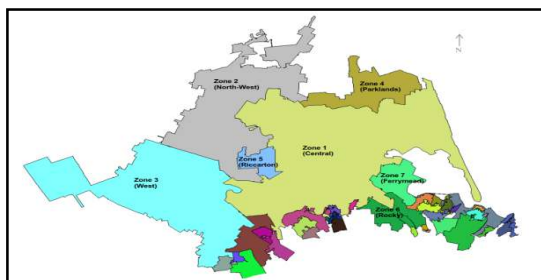 Zone 2
(North-West)
Zone 4
(Parklands)
N
Zone 1
(Central)
Zone 5
(Riccarton)
Zone 3
(West)
Zone 7
(Ferrymead)
Zone 6
(Rocky)